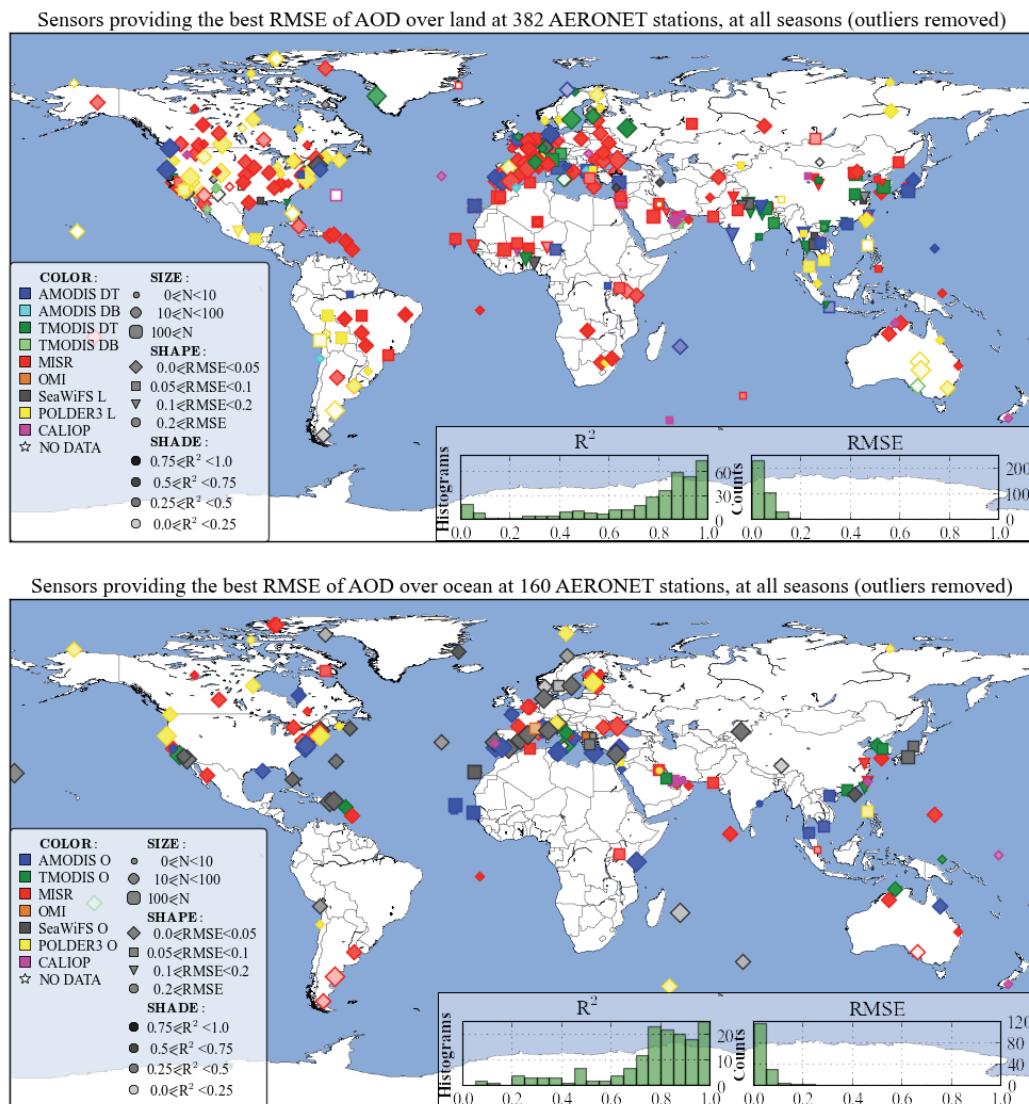 Sensors providing the best RMSE of AOD over land at 382 AERONET stations, at all seasons (outliers removed)
COLOR:
AMODIS DT
AMODIS DB
TMODIS DT
TMODIS DB
MISR
OMI
SeaWiFS L
POLDER3 L
CALIOP
NO DATA
SIZE:
0⩽N<10
10⩽N<100
100⩽N
SHAPE:
0.0⩽RMSE<0.05
0.05⩽RMSE<0.1
0.1⩽RMSE<0.2
0.2⩽RMSE
SHADE:
0.75⩽R² <1.0
0.5⩽R² <0.75
0.25⩽R² <0.5
0.0⩽R² <0.25
R²
Histograms
60
30
0
0.0 0.2 0.4 0.6 0.8 1.0
RMSE
Counts
200
100
0
0.0 0.2 0.4 0.6 0.8 1.0
Sensors providing the best RMSE of AOD over ocean at 160 AERONET stations, at all seasons (outliers removed)
COLOR:
AMODIS O
TMODIS O
MISR
OMI
SeaWiFS O
POLDER3 O
CALIOP
NO DATA
SIZE:
0⩽N<10
10⩽N<100
100⩽N
SHAPE:
0.0⩽RMSE<0.05
0.05⩽RMSE<0.1
0.1⩽RMSE<0.2
0.2⩽RMSE
SHADE:
0.75⩽R² <1.0
0.5⩽R² <0.75
0.25⩽R² <0.5
0.0⩽R² <0.25
R²
Histograms
20
10
0
0.0 0.2 0.4 0.6 0.8 1.0
RMSE
Counts
120
80
40
0
0.0 0.2 0.4 0.6 0.8 1.0